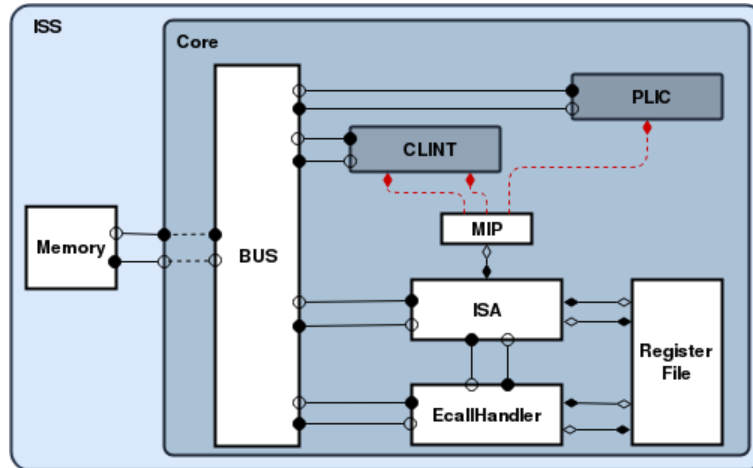 ISS
Core
PLIC
CLINT
MIP
Memory
BUS
ISA
Register
File
EcallHandler